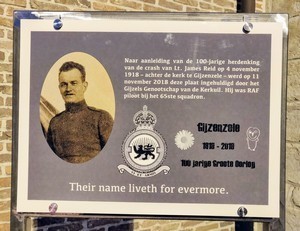 Naar aanleiding van de 100-jarige herdenking
van de crash van Lt. James Reid op 4 november
1918 – achter de kerk te Gijzenzele – werd op 11
november 2018 deze plaat ingehuldigd door het
Gijzels Genootschap van de Kerkuil. Hij was RAF
piloot bij het 65ste squadron.
Gijzenzele
1918 - 2018
100 jarige Groote Oorlog
Their name liveth for evermore.